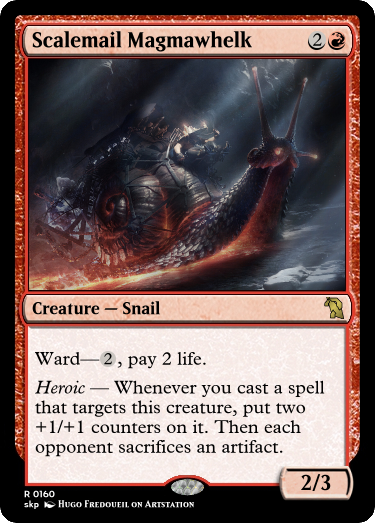 Scalemail Magmawhelk 2
Creature — Snail
Ward—2, pay 2 life.
Heroic — Whenever you cast a spell
that targets this creature, put two
+1/+1 counters on it. Then each
opponent sacrifices an artifact.
2/3
R 0160
skp Hugo Fredoueil on Artstation